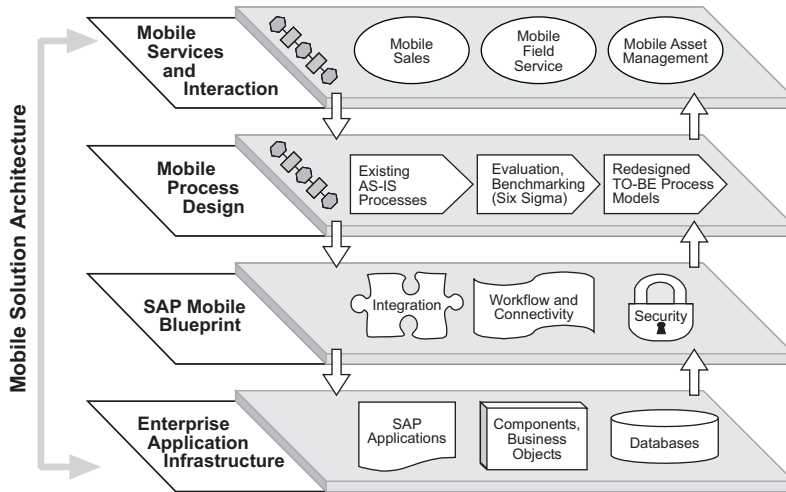 Mobile Solution Architecture
Mobile
Services
and
Interaction
Mobile
Sales
Mobile
Field
Service
Mobile Asset
Management
Mobile
Process
Design
Existing
AS-IS
Processes
Evaluation,
Benchmarking
(Six Sigma)
Redesigned
TO-BE Process
Models
SAP Mobile
Blueprint
Integration
Workflow and
Connectivity
Security
Enterprise
Application
Infrastructure
SAP
Applications
Components,
Business
Objects
Databases